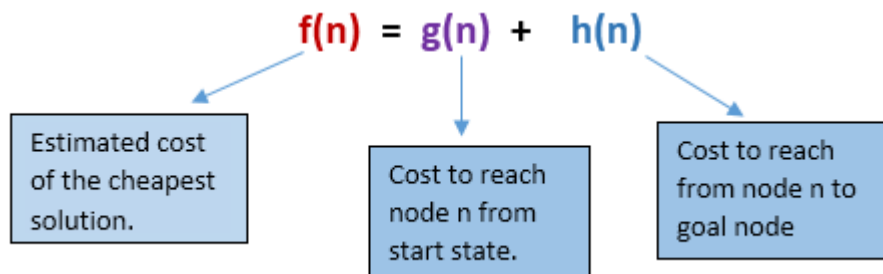 f(n) = g(n) + h(n)
Estimated cost
of the cheapest
solution.
Cost to reach
node n from
start state.
Cost to reach
from node n to
goal node